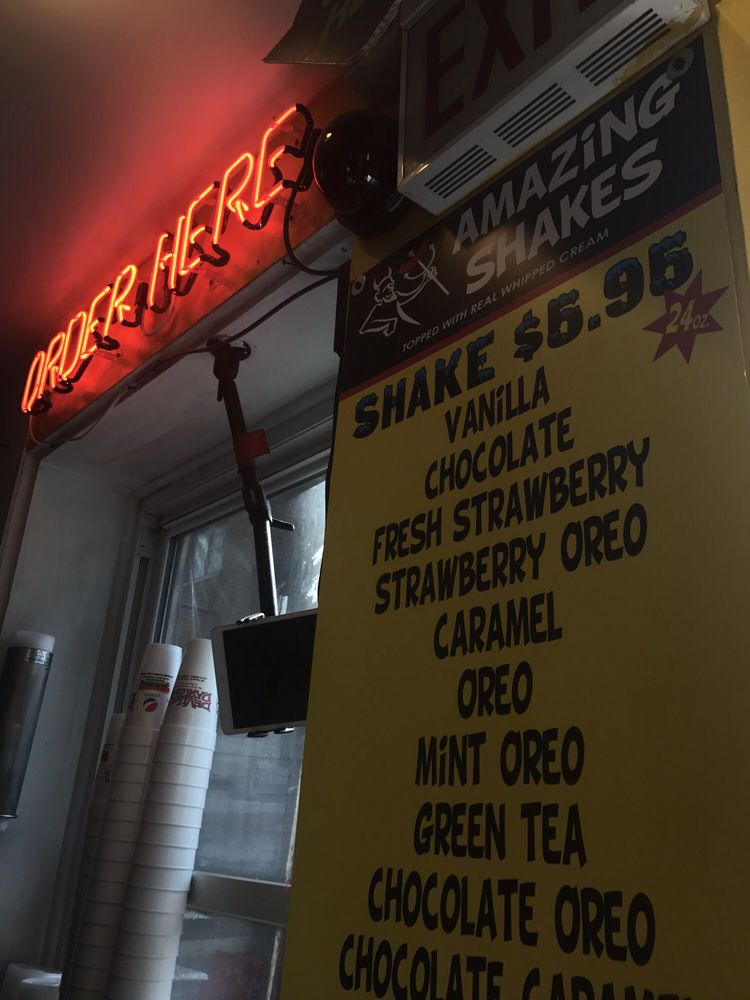 ORDER HERE
EXIT
AMAZiNG
SHAKES
TOPPED WITH REAL WHIPPED CREAM
SHAKE $5.95
24oz.
VANiLLA
CHOCOLATE
FRESH STRAWBERRY
STRAWBERRY OREO
CARAMEL
OREO
MiNT OREO
GREEN TEA
CHOCOLATE OREO
CHOCOLATE